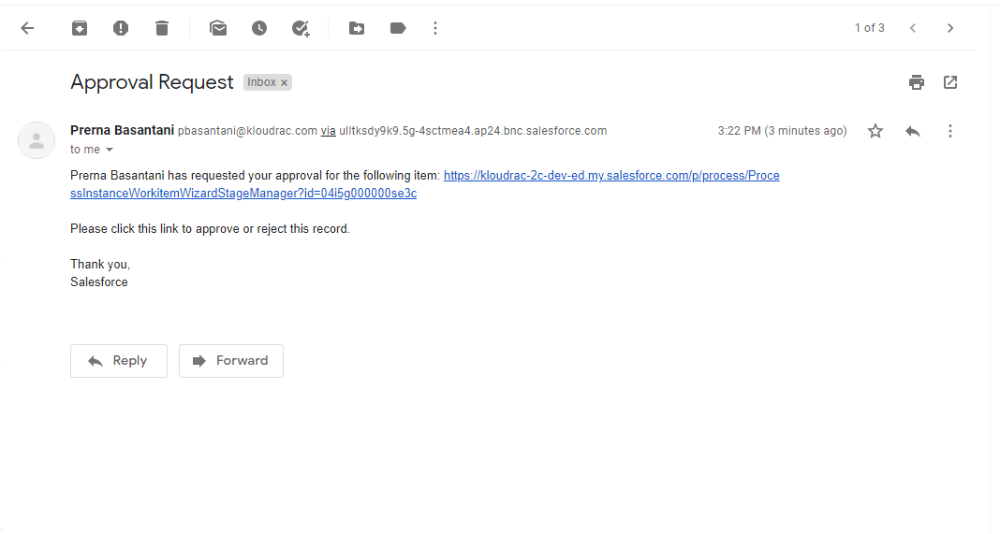 1 of 3
Approval Request Inbox ×
Prerna Basantani pbasantani@kloudrac.com via ulltksdy9k9.5g-4sctmea4.ap24.bnc.salesforce.com 3:22 PM (3 minutes ago)
to me
Prerna Basantani has requested your approval for the following item: https://kloudrac-2c-dev-ed.my.salesforce.com/p/process/Proce
ssInstanceWorkitemWizardStageManager?id=04i5g000000se3c
Please click this link to approve or reject this record.
Thank you,
Salesforce
Reply Forward